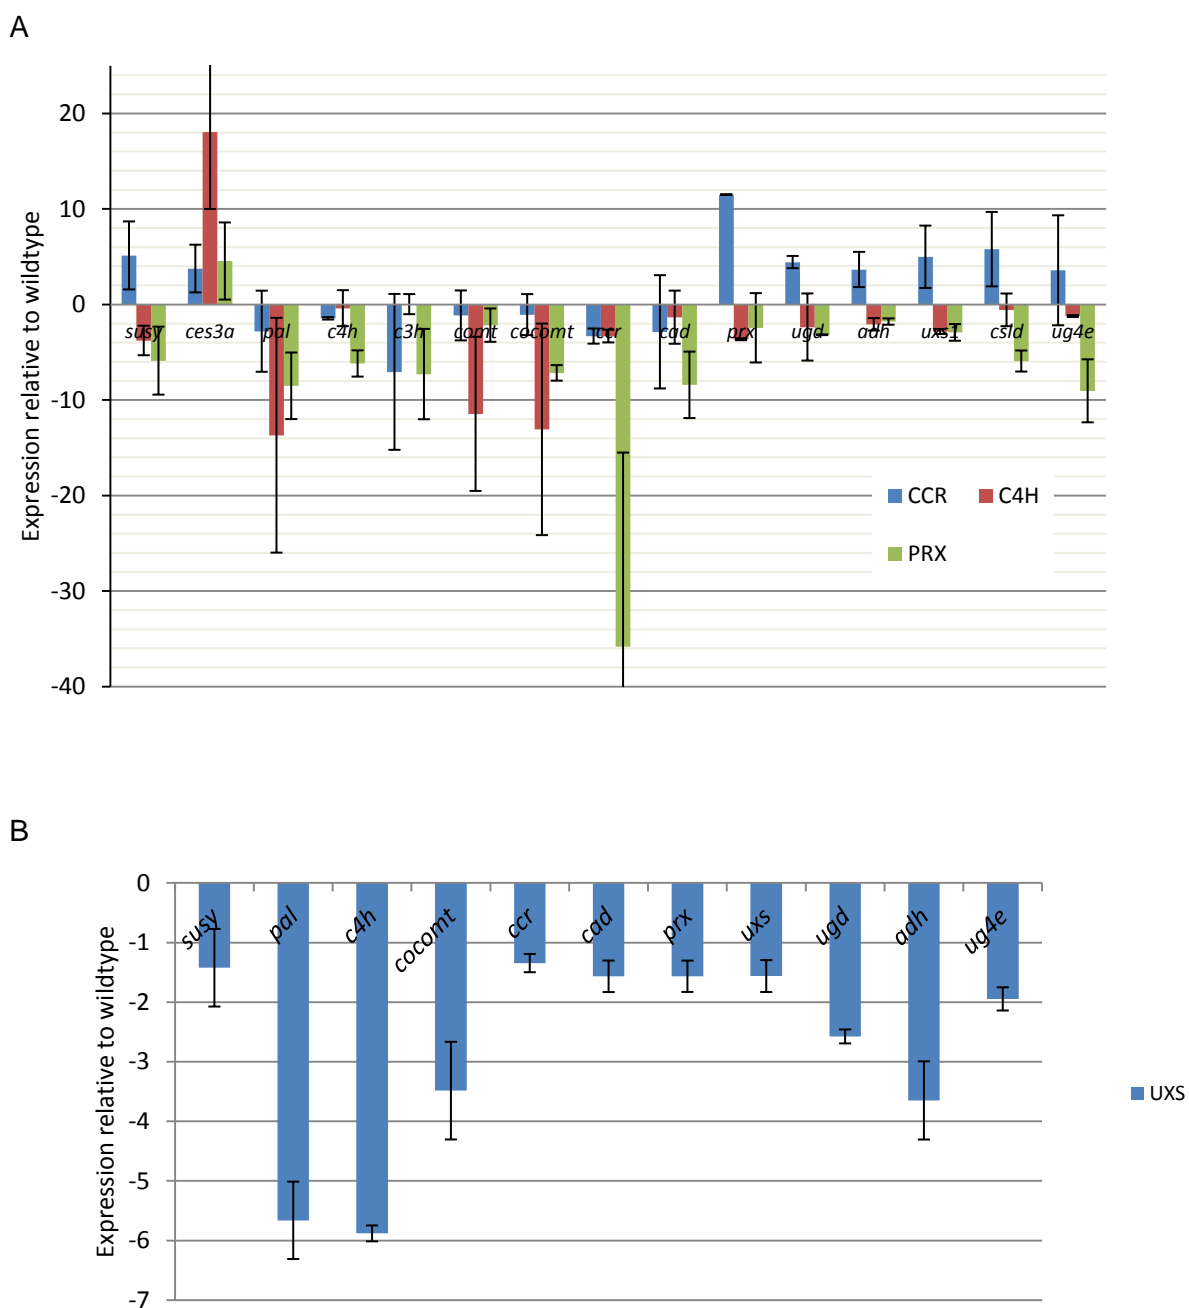 A
Expression relative to wildtype
20
10
0
-10
-20
-30
-40
susy ces3a pal c4h c3h comt cocomt ccr cad prx ugd adh uxs1 csld ug4e
CCR C4H
PRX
B
Expression relative to wildtype
0
-1
-2
-3
-4
-5
-6
-7
susy pal c4h cocomt ccr cad prx uxs ugd adh ug4e
UXS